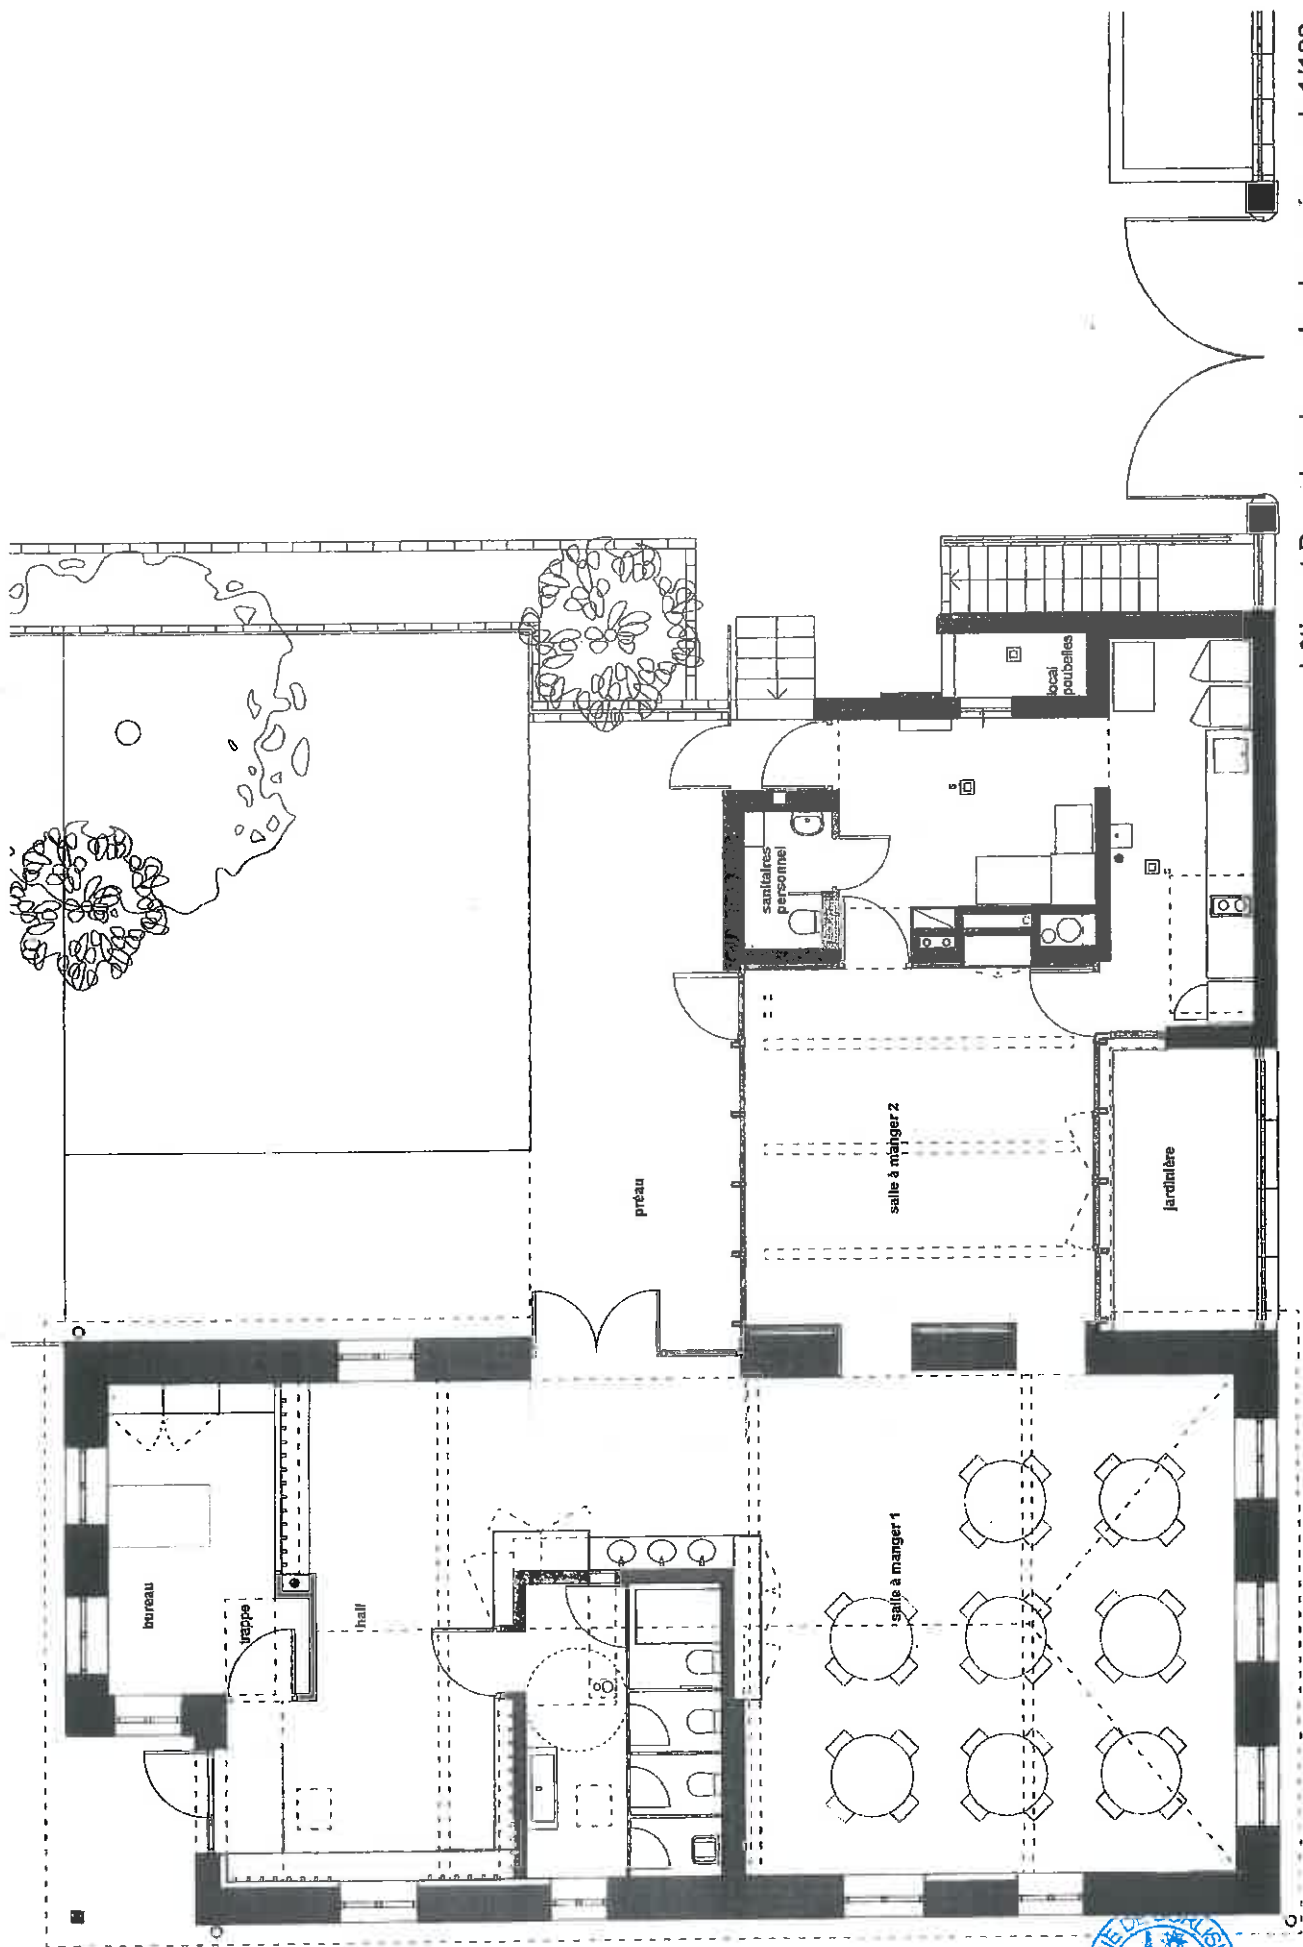 local
poubelles
sanitaires
personnel
salle à manger 2
jardinière
préau
bureau
trappe
hall
salle à manger 1